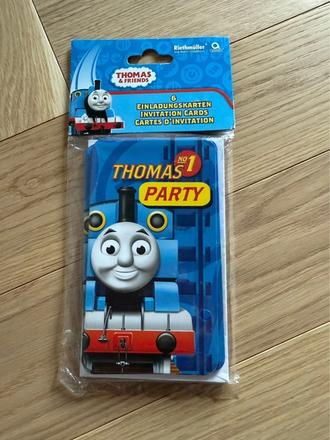 THOMAS
& FRIENDS
Riethmüller
6
EINLADUNGSKARTEN
INVITATION CARDS
CARTES D'INVITATION
THOMAS NO 1
PARTY